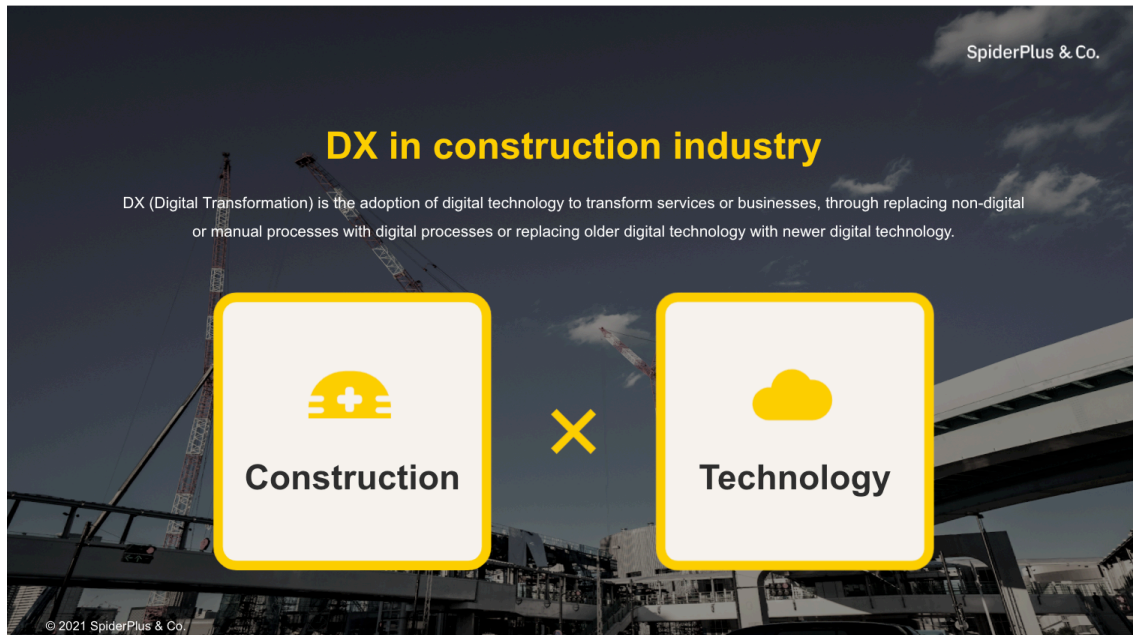 SpiderPlus & Co.
DX in construction industry
DX (Digital Transformation) is the adoption of digital technology to transform services or businesses, through replacing non-digital
or manual processes with digital processes or replacing older digital technology with newer digital technology.
Construction
×
Technology
© 2021 SpiderPlus & Co.